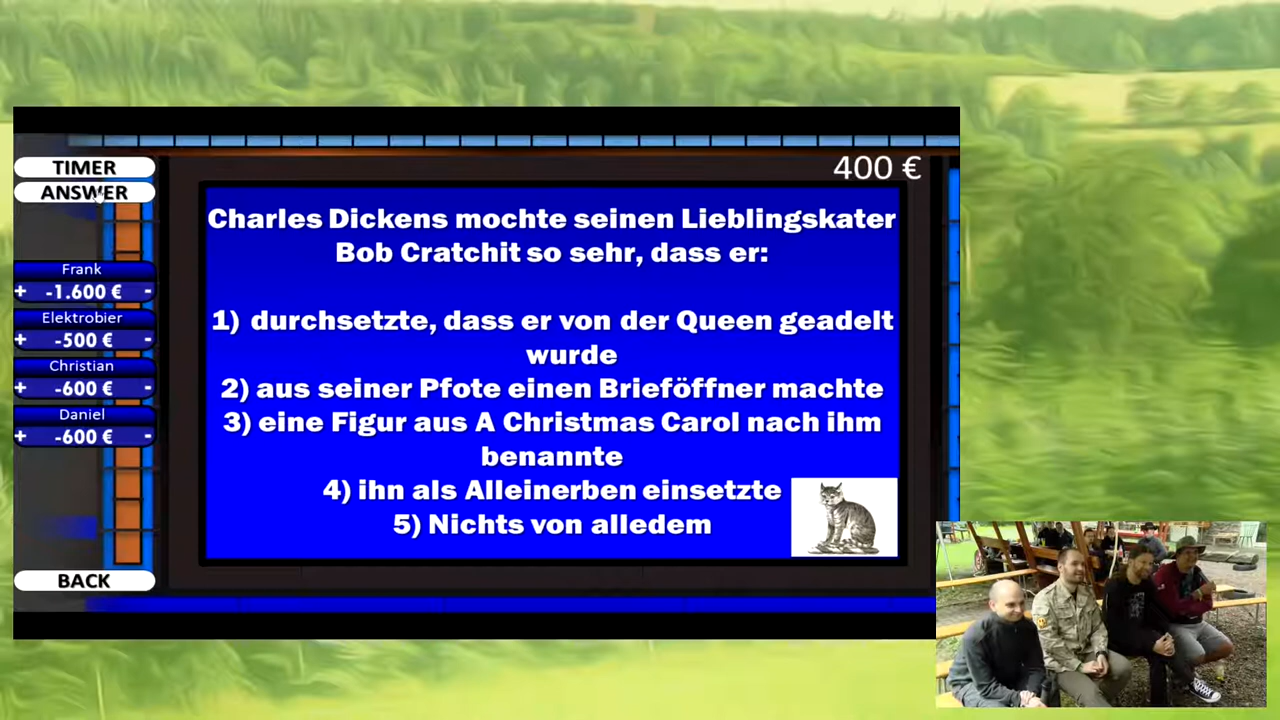 TIMER
ANSWER
400 €
Charles Dickens mochte seinen Lieblingskater
Bob Cratchit so sehr, dass er:
1) durchsetzte, dass er von der Queen geadelt
wurde
2) aus seiner Pfote einen Brieföffner machte
3) eine Figur aus A Christmas Carol nach ihm
benannte
4) ihn als Alleinerben einsetzte
5) Nichts von alledem
Frank
+ -1.600 € -
Elektrobier
+ -500 € -
Christian
+ -600 € -
Daniel
+ -600 € -
BACK